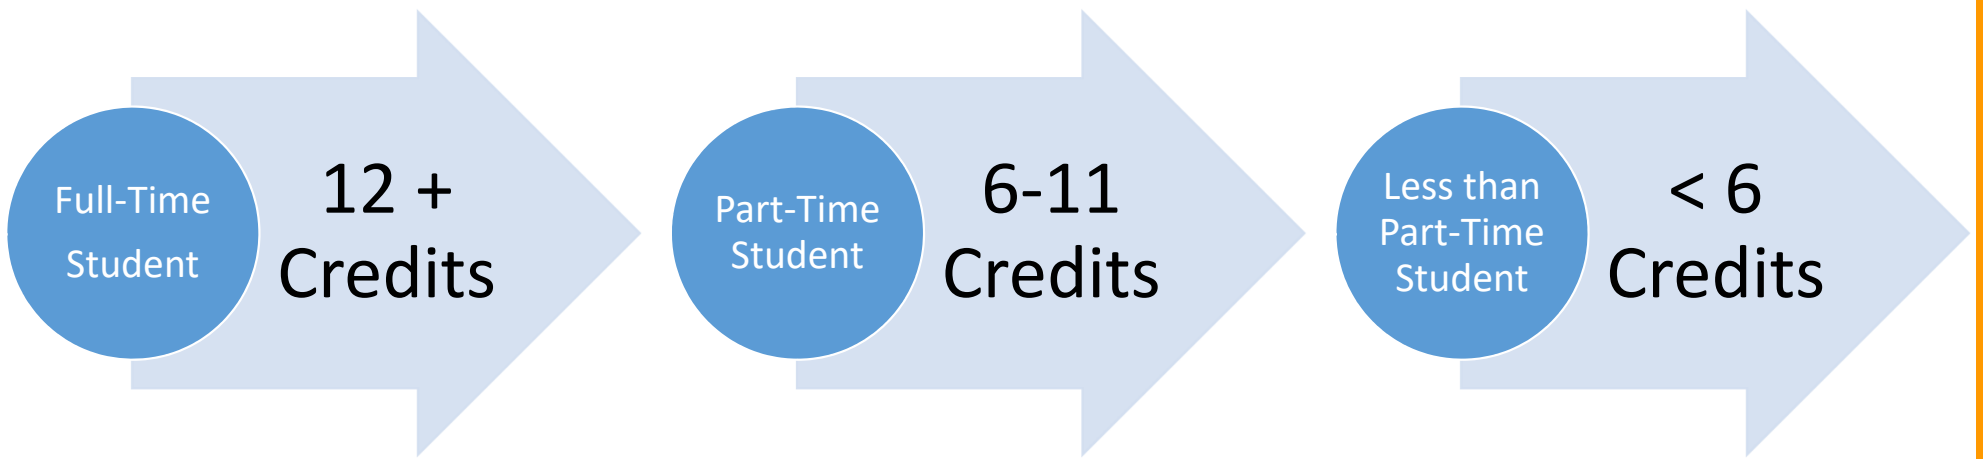 Full-Time
Student
12 +
Credits
Part-Time
Student
6-11
Credits
Less than
Part-Time
Student
< 6
Credits